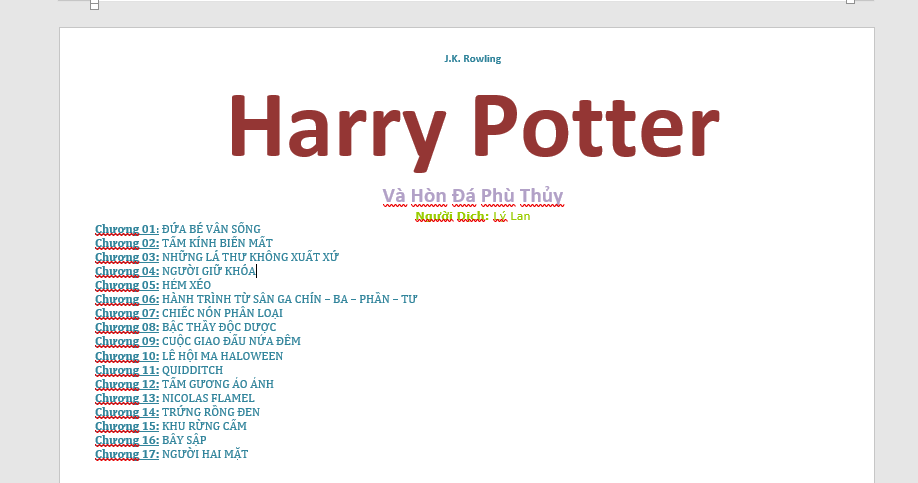 J.K. Rowling
Harry Potter
Và Hòn Đá Phù Thủy
Người Dịch: Lý Lan
Chương 01: ĐỨA BÉ VẪN SỐNG
Chương 02: TẤM KÍNH BIẾN MẤT
Chương 03: NHỮNG LÁ THƯ KHÔNG XUẤT XỨ
Chương 04: NGƯỜI GIỮ KHÓA
Chương 05: HẺM XÉO
Chương 06: HÀNH TRÌNH TỪ SÂN GA CHÍN – BA – PHẦN – TƯ
Chương 07: CHIẾC NÓN PHÂN LOẠI
Chương 08: BẬC THẦY ĐỘC DƯỢC
Chương 09: CUỘC GIAO ĐẤU NỬA ĐÊM
Chương 10: LỄ HỘI MA HALOWEEN
Chương 11: QUIDDITCH
Chương 12: TẤM GƯƠNG ẢO ẢNH
Chương 13: NICOLAS FLAMEL
Chương 14: TRỨNG RỒNG ĐEN
Chương 15: KHU RỪNG CẤM
Chương 16: BẪY SẬP
Chương 17: NGƯỜI HAI MẶT